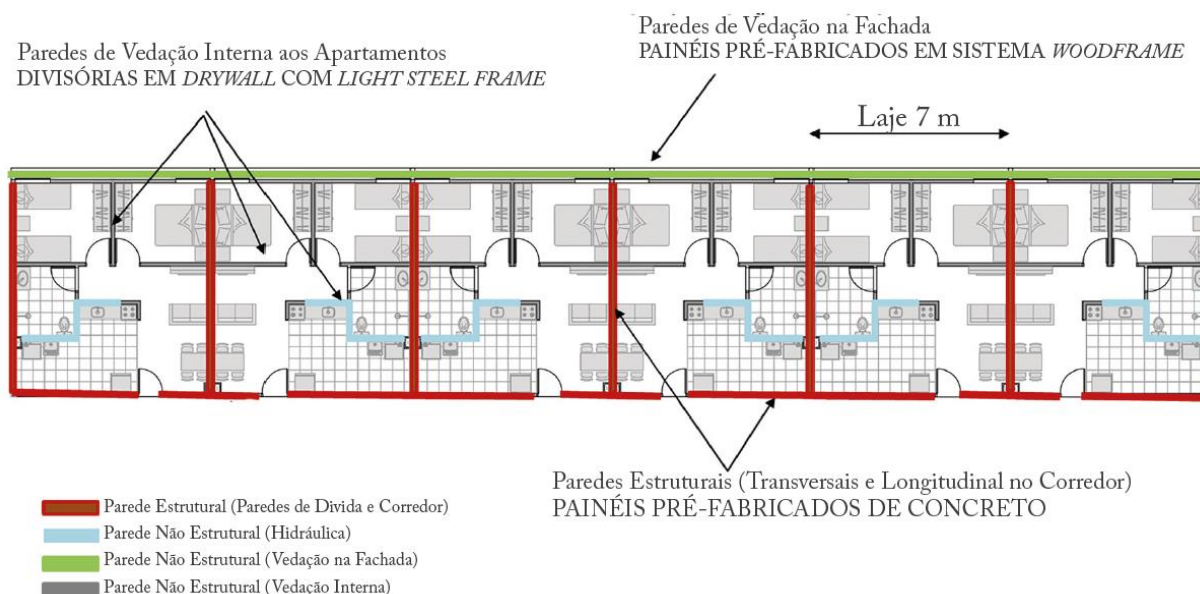 Paredes de Vedação Interna aos Apartamentos
DIVISÓRIAS EM DRYWALL COM LIGHT STEEL FRAME
Paredes de Vedação na Fachada
PAINÉIS PRÉ-FABRICADOS EM SISTEMA WOODFRAME
Laje 7 m
Paredes Estruturais (Transversais e Longitudinal no Corredor)
PAINÉIS PRÉ-FABRICADOS DE CONCRETO
Parede Estrutural (Paredes de Divida e Corredor)
Parede Não Estrutural (Hidráulica)
Parede Não Estrutural (Vedação na Fachada)
Parede Não Estrutural (Vedação Interna)